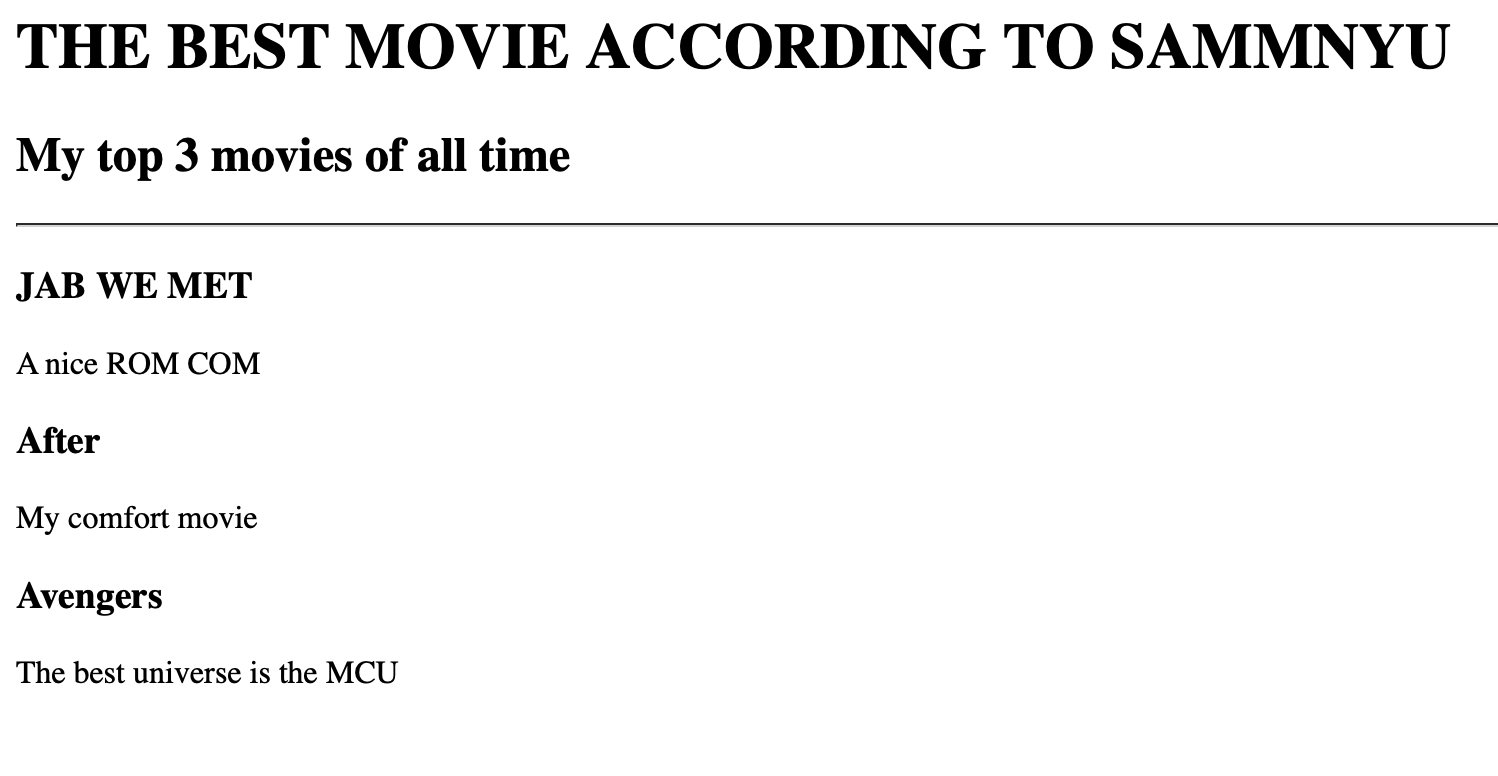 THE BEST MOVIE ACCORDING TO SAMMNYU
My top 3 movies of all time
JAB WE MET
A nice ROM COM
After
My comfort movie
Avengers
The best universe is the MCU